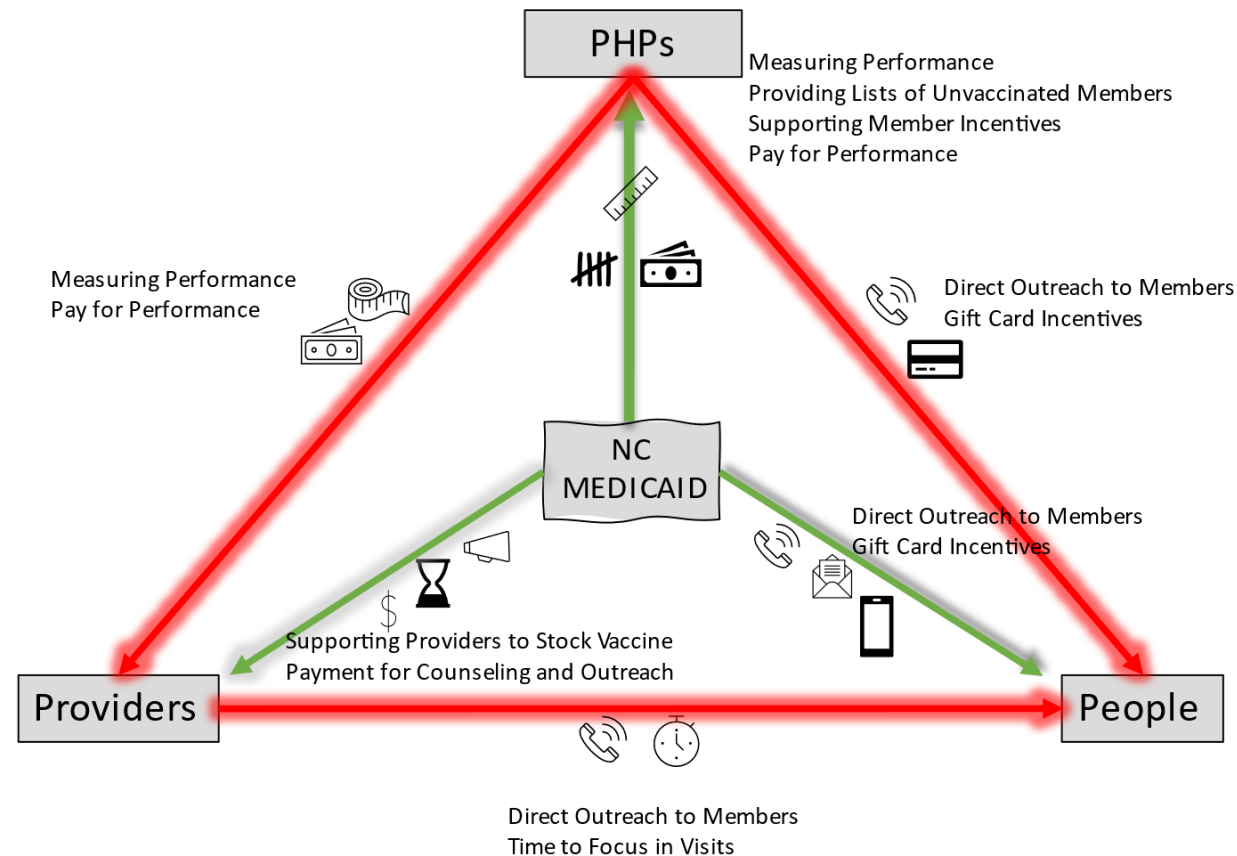 PHPs
Measuring Performance
Providing Lists of Unvaccinated Members
Supporting Member Incentives
Pay for Performance
Measuring Performance
Pay for Performance
Direct Outreach to Members
Gift Card Incentives
NC
MEDICAID
Direct Outreach to Members
Gift Card Incentives
$
Supporting Providers to Stock Vaccine
Payment for Counseling and Outreach
Providers
People
Direct Outreach to Members
Time to Focus in Visits